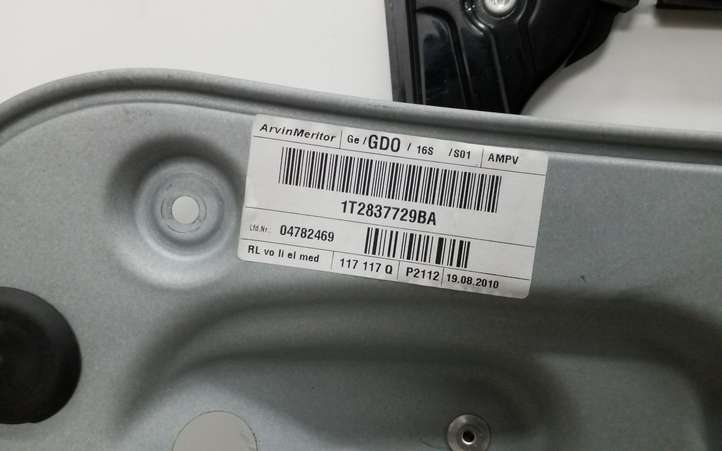 ArvinMeritor Ge/GDO / 16S /S01 AMPV
1T2837729BA
Lfd.Nr.: 04782469
RL vo li el med 117 117 Q P2112 19.08.2010